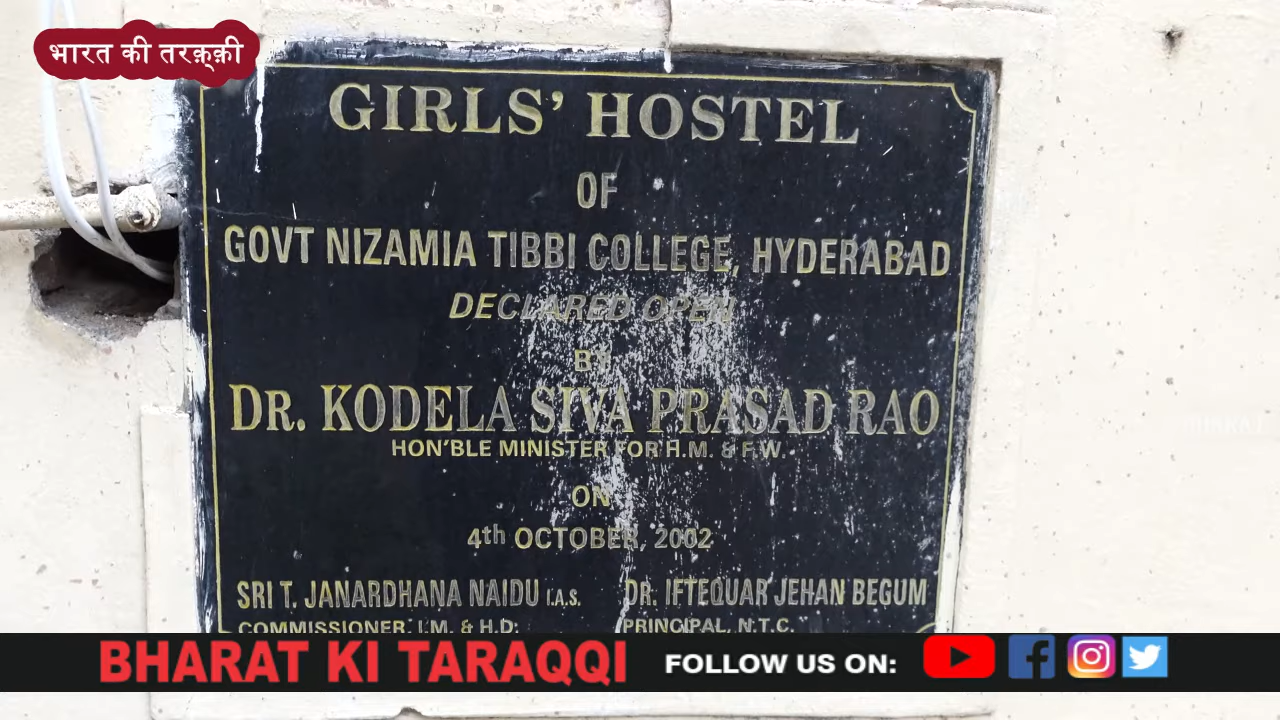 भारत की तरक़्क़ी
GIRLS' HOSTEL
OF
GOVT NIZAMIA TIBBI COLLEGE, HYDERABAD
DECLARED OPEN
BY
DR. KODELA SIVA PRASAD RAO
HON'BLE MINISTER FOR H.M. & F.W.
ON
4th OCTOBER, 2002
SRI T. JANARDHANA NAIDU I.A.S. DR. IFTEQUAR JEHAN BEGUM
COMMISSIONER, I.M. & H.D. PRINCIPAL, N.T.C.
BHARAT KI TARAQQI FOLLOW US ON: